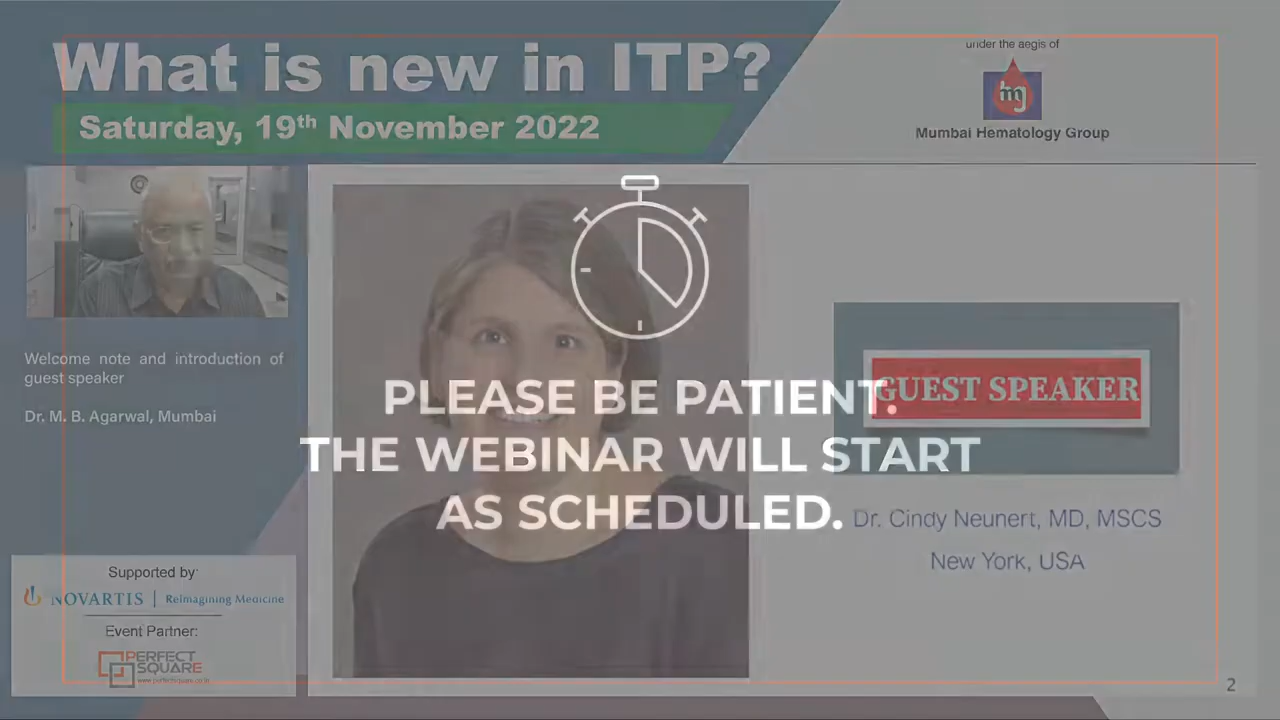 What is new in ITP?
Saturday, 19th November 2022
under the aegis of
Mumbai Hematology Group
Welcome note and introduction of
guest speaker
Dr. M. B. Agarwal, Mumbai
PLEASE BE PATIENT.
THE WEBINAR WILL START
AS SCHEDULED.
GUEST SPEAKER
Dr. Cindy Neunert, MD, MSCS
New York, USA
Supported by:
NOVARTIS | Reimagining Medicine
Event Partner:
PERFECT
SQUARE
2